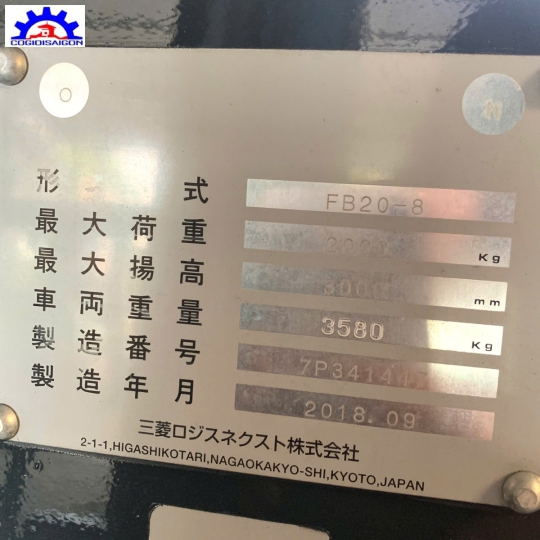 COGIOISAIGON
O
N
形式 FB20-8
最大荷重 Kg
最大揚高 mm
車両重量 3580 Kg
製造番号
製造年月 2018.09
三菱ロジスネクスト株式会社
2-1-1,HIGASHIKOTARI,NAGAOKAKYO-SHI,KYOTO,JAPAN